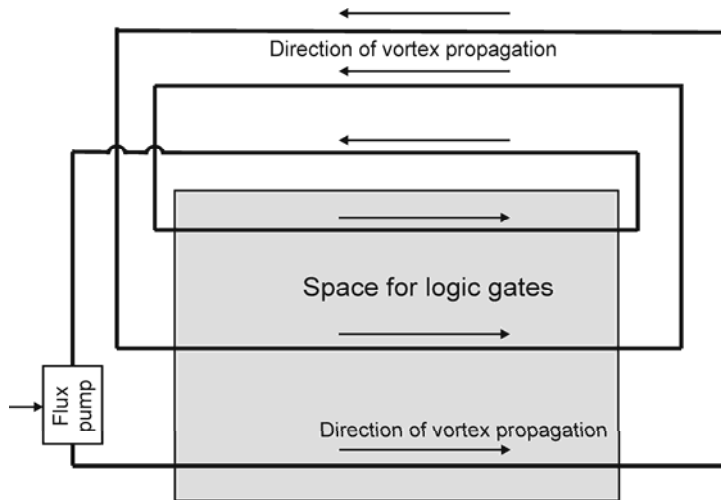 Direction of vortex propagation
Space for logic gates
Flux
pump
Direction of vortex propagation